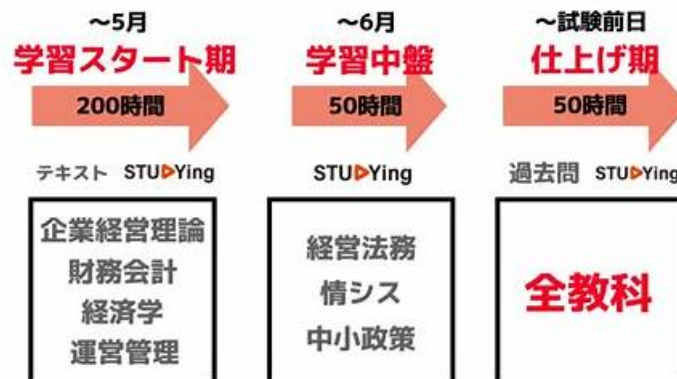 ～5月
学習スタート期
200時間
テキスト STUDYing
企業経営理論
財務会計
経済学
運営管理
～6月
学習中盤
50時間
STUDYing
経営法務
情シス
中小政策
～試験前日
仕上げ期
50時間
過去問 STUDYing
全教科